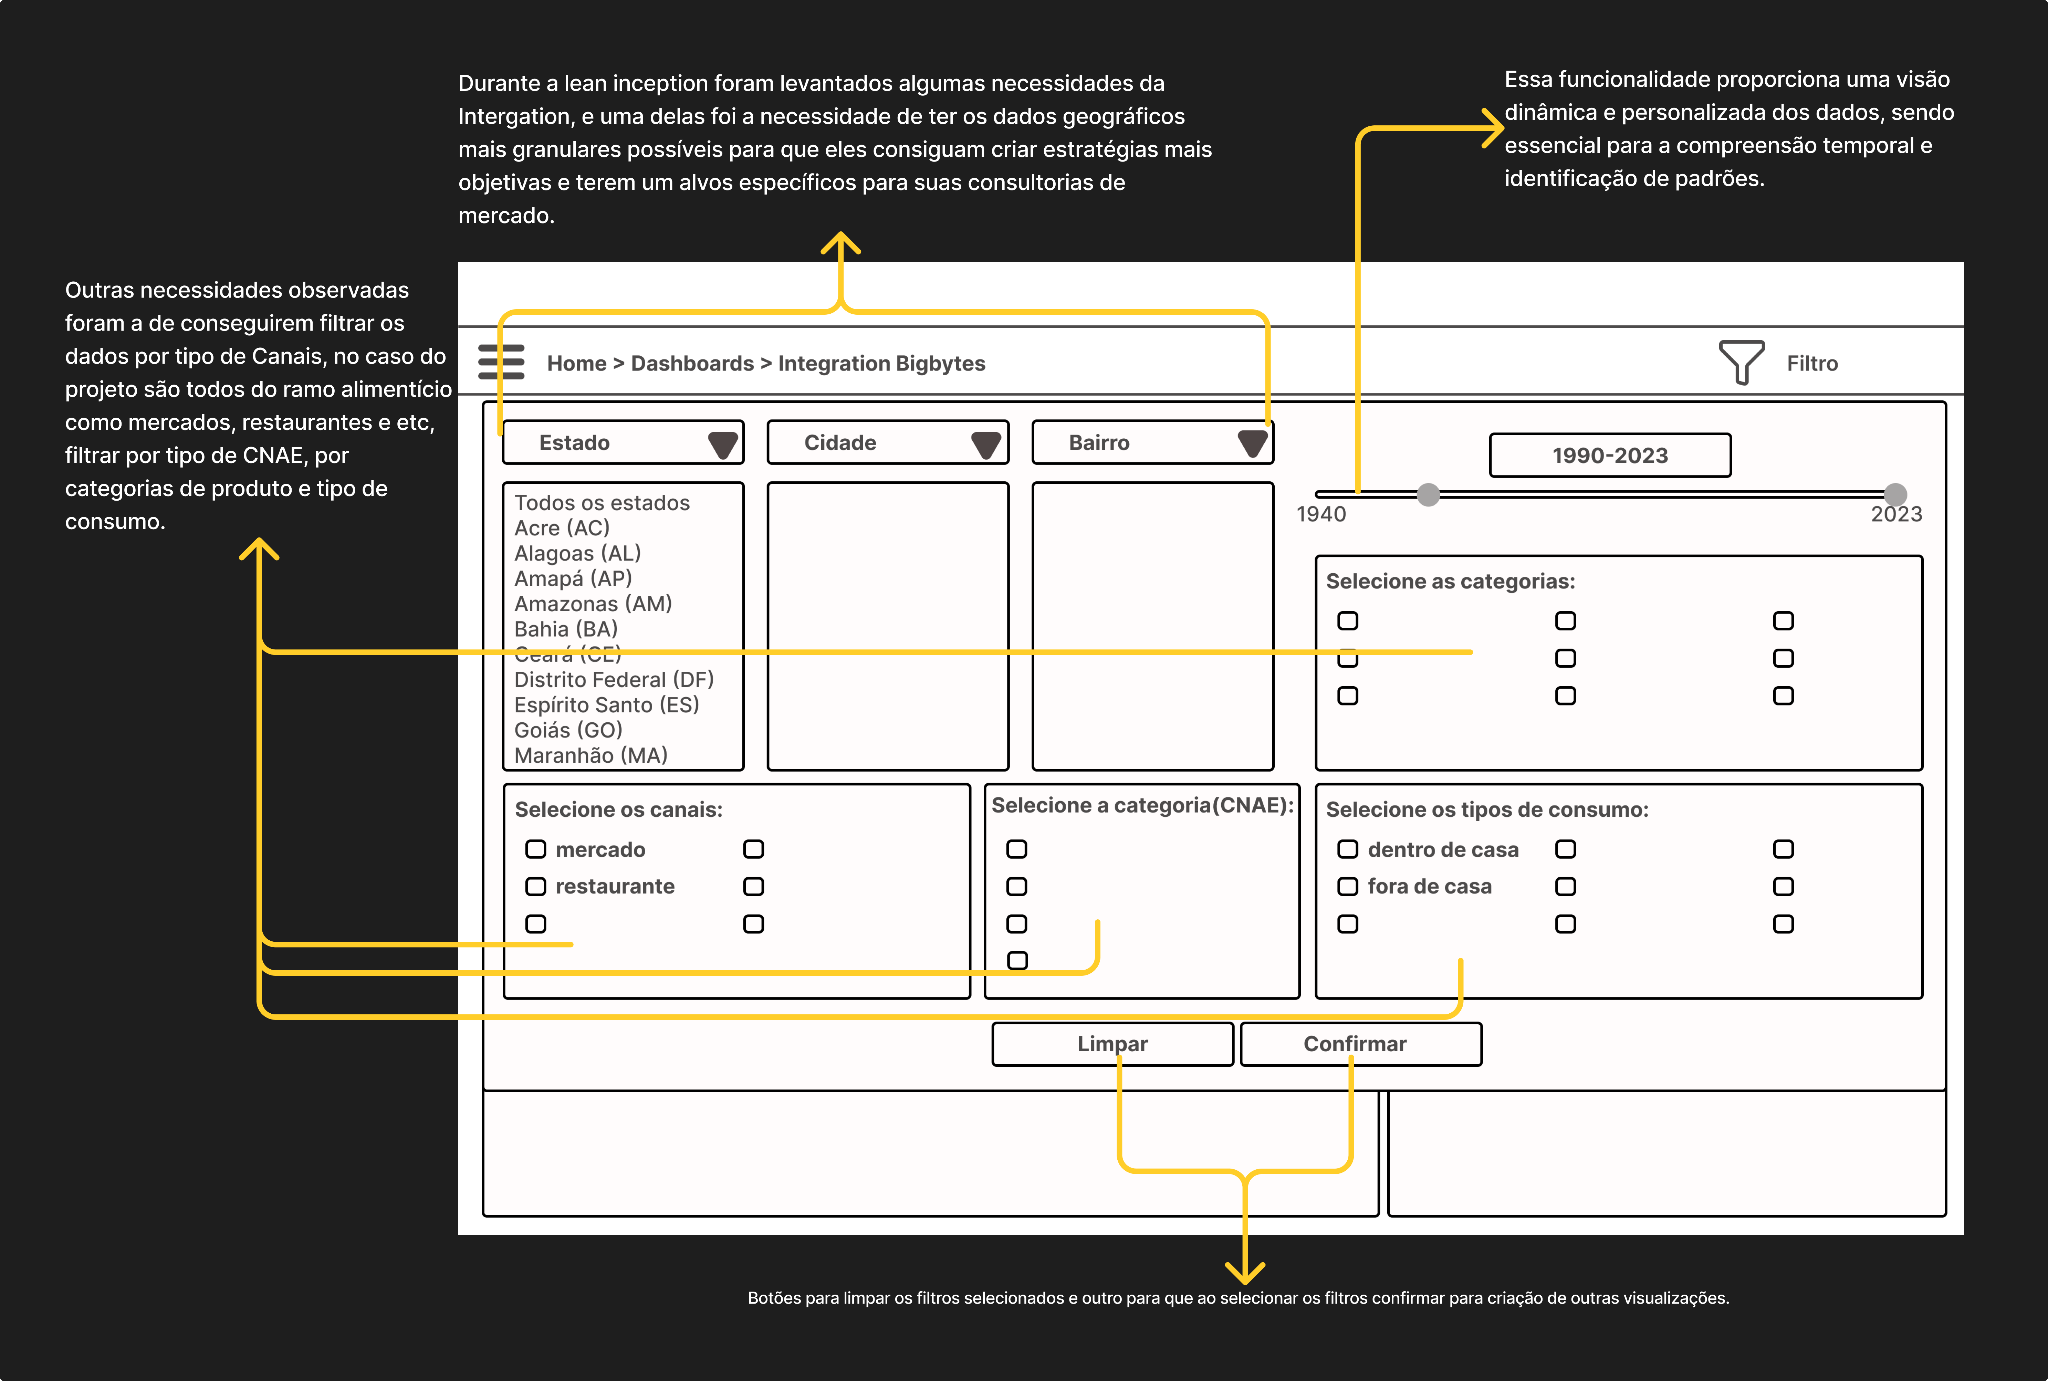 Durante a lean inception foram levantados algumas necessidades da
Intergation, e uma delas foi a necessidade de ter os dados geográficos
mais granulares possíveis para que eles consiguam criar estratégias mais
objetivas e terem um alvos específicos para suas consultorias de
mercado.
Essa funcionalidade proporciona uma visão
dinâmica e personalizada dos dados, sendo
essencial para a compreensão temporal e
identificação de padrões.
Outras necessidades observadas
foram a de conseguirem filtrar os
dados por tipo de Canais, no caso do
projeto são todos do ramo alimentício
como mercados, restaurantes e etc,
filtrar por tipo de CNAE, por
categorias de produto e tipo de
consumo.
Home > Dashboards > Integration Bigbytes
Filtro
Estado
Cidade
Bairro
1990-2023
1940
2023
Todos os estados
Acre (AC)
Alagoas (AL)
Amapá (AP)
Amazonas (AM)
Bahia (BA)
Ceará (CE)
Distrito Federal (DF)
Espírito Santo (ES)
Goiás (GO)
Maranhão (MA)
Selecione as categorias:
Selecione os canais:
mercado
restaurante
Selecione a categoria(CNAE):
Selecione os tipos de consumo:
dentro de casa
fora de casa
Limpar
Confirmar
Botões para limpar os filtros selecionados e outro para que ao selecionar os filtros confirmar para criação de outras visualizações.